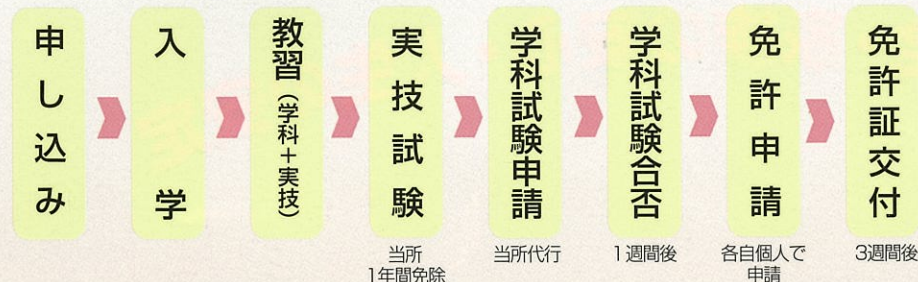 申し込み
入学
教習（学科＋実技）
実技試験
当所
1年間免除
学科試験申請
当所代行
学科試験合否
1週間後
免許申請
各自個人で
申請
免許証交付
3週間後